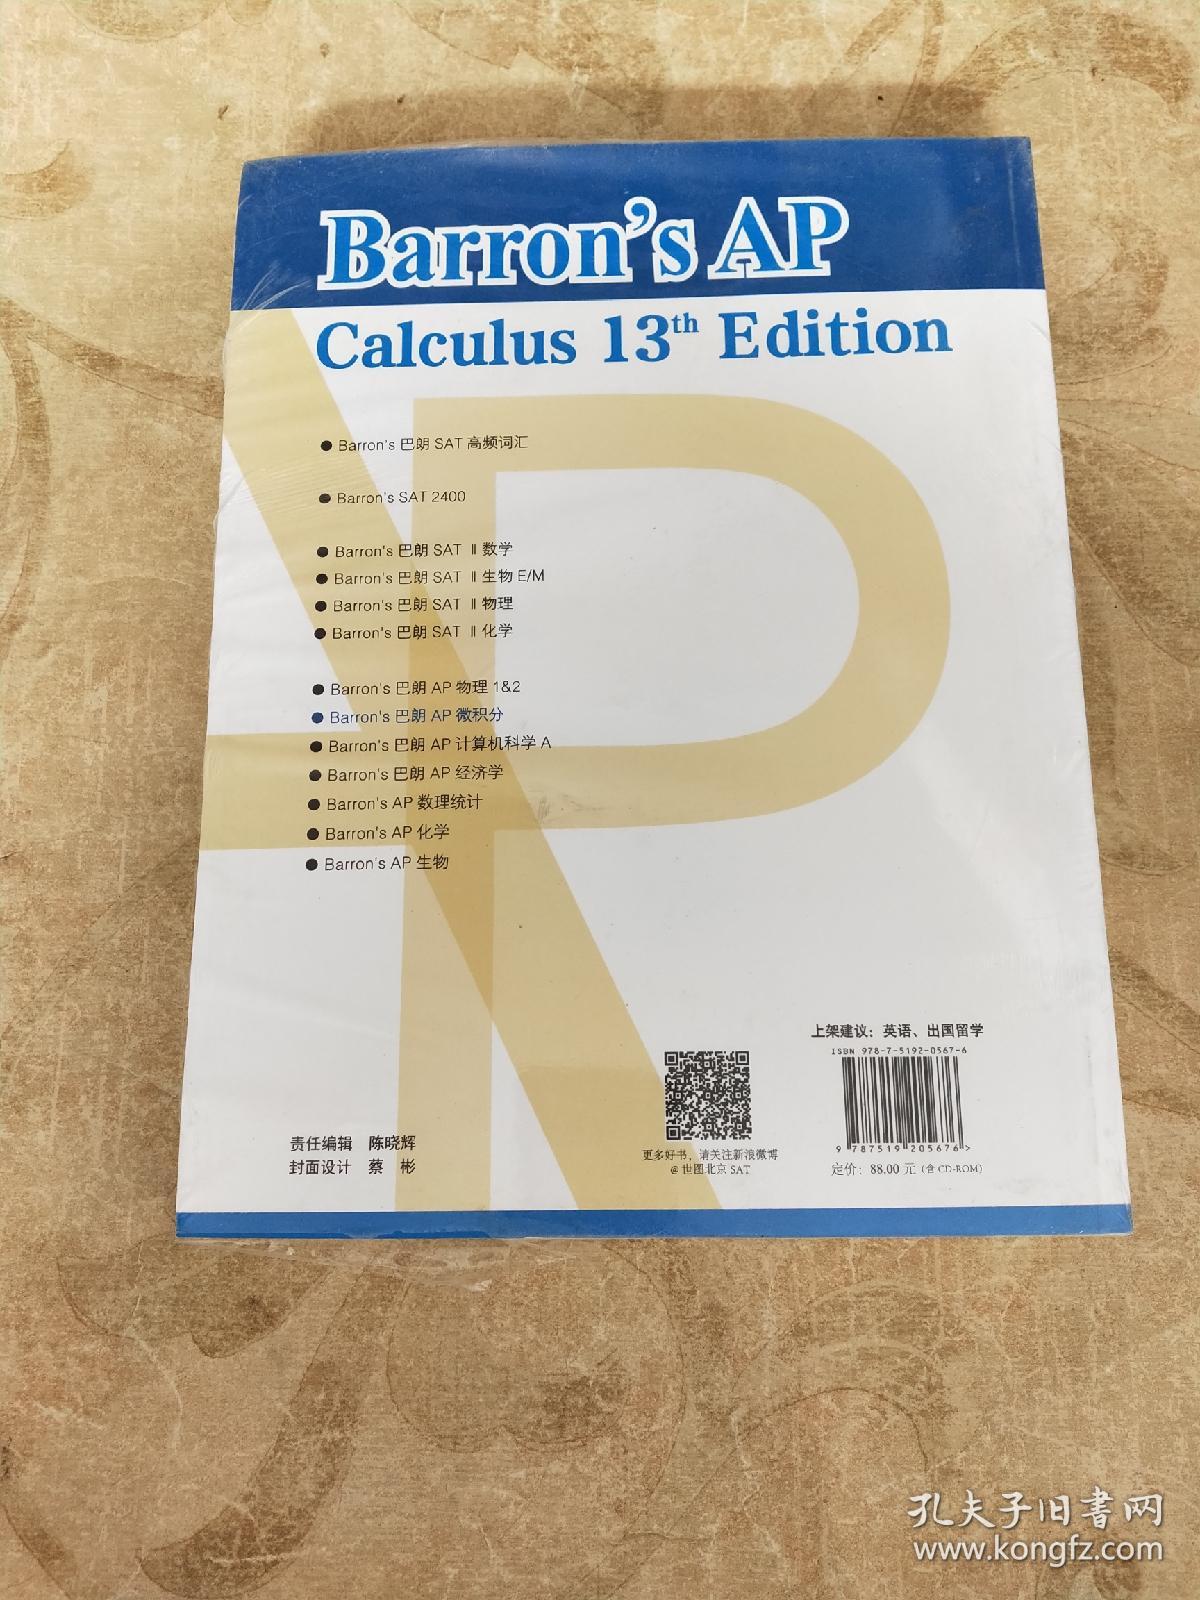 Barron's AP
Calculus 13th Edition
● Barron's 巴朗 SAT 高频词汇
● Barron's SAT 2400
● Barron's 巴朗 SAT Ⅱ 数学
● Barron's 巴朗 SAT Ⅱ 生物 E/M
● Barron's 巴朗 SAT Ⅱ 物理
● Barron's 巴朗 SAT Ⅱ 化学
● Barron's 巴朗 AP 物理 1&2
● Barron's 巴朗 AP 微积分
● Barron's 巴朗 AP 计算机科学 A
● Barron's 巴朗 AP 经济学
● Barron's AP 数理统计
● Barron's AP 化学
● Barron's AP 生物
上架建议：英语、出国留学
ISBN 978-7-5192-0567-6
9 787519 205676 >
定价：88.00 元 (含 CD-ROM)
更多好书，请关注新浪微博
@ 世图北京 SAT
责任编辑 陈晓辉
封面设计 蔡 彬
孔夫子旧书网
www.kongfz.com